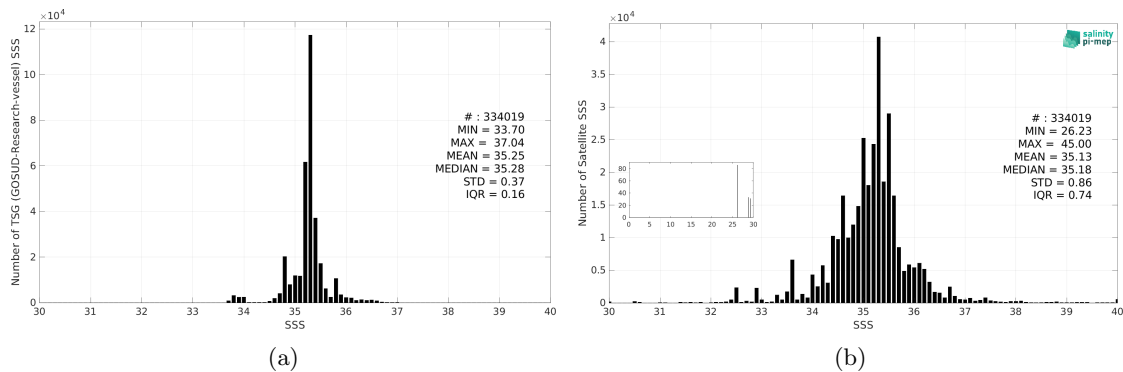 ×10⁴
12
10
8
6
4
2
0
Number of TSG (GOSUD-Research-vessel) SSS
30 31 32 33 34 35 36 37 38 39 40
SSS
# : 334019
MIN = 33.70
MAX = 37.04
MEAN = 35.25
MEDIAN = 35.28
STD = 0.37
IQR = 0.16
(a)
×10⁴
4
3.5
3
2.5
2
1.5
1
0.5
0
Number of Satellite SSS
80
60
40
20
0
0 5 10 15 20 25 30
30 31 32 33 34 35 36 37 38 39 40
SSS
salinity
pi-mep
# : 334019
MIN = 26.23
MAX = 45.00
MEAN = 35.13
MEDIAN = 35.18
STD = 0.86
IQR = 0.74
(b)